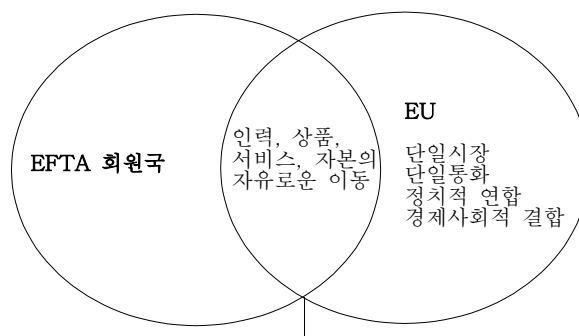 EFTA 회원국
인력, 상품,
서비스, 자본의
자유로운 이동
EU
단일시장
단일통화
정치적 연합
경제사회적 결합